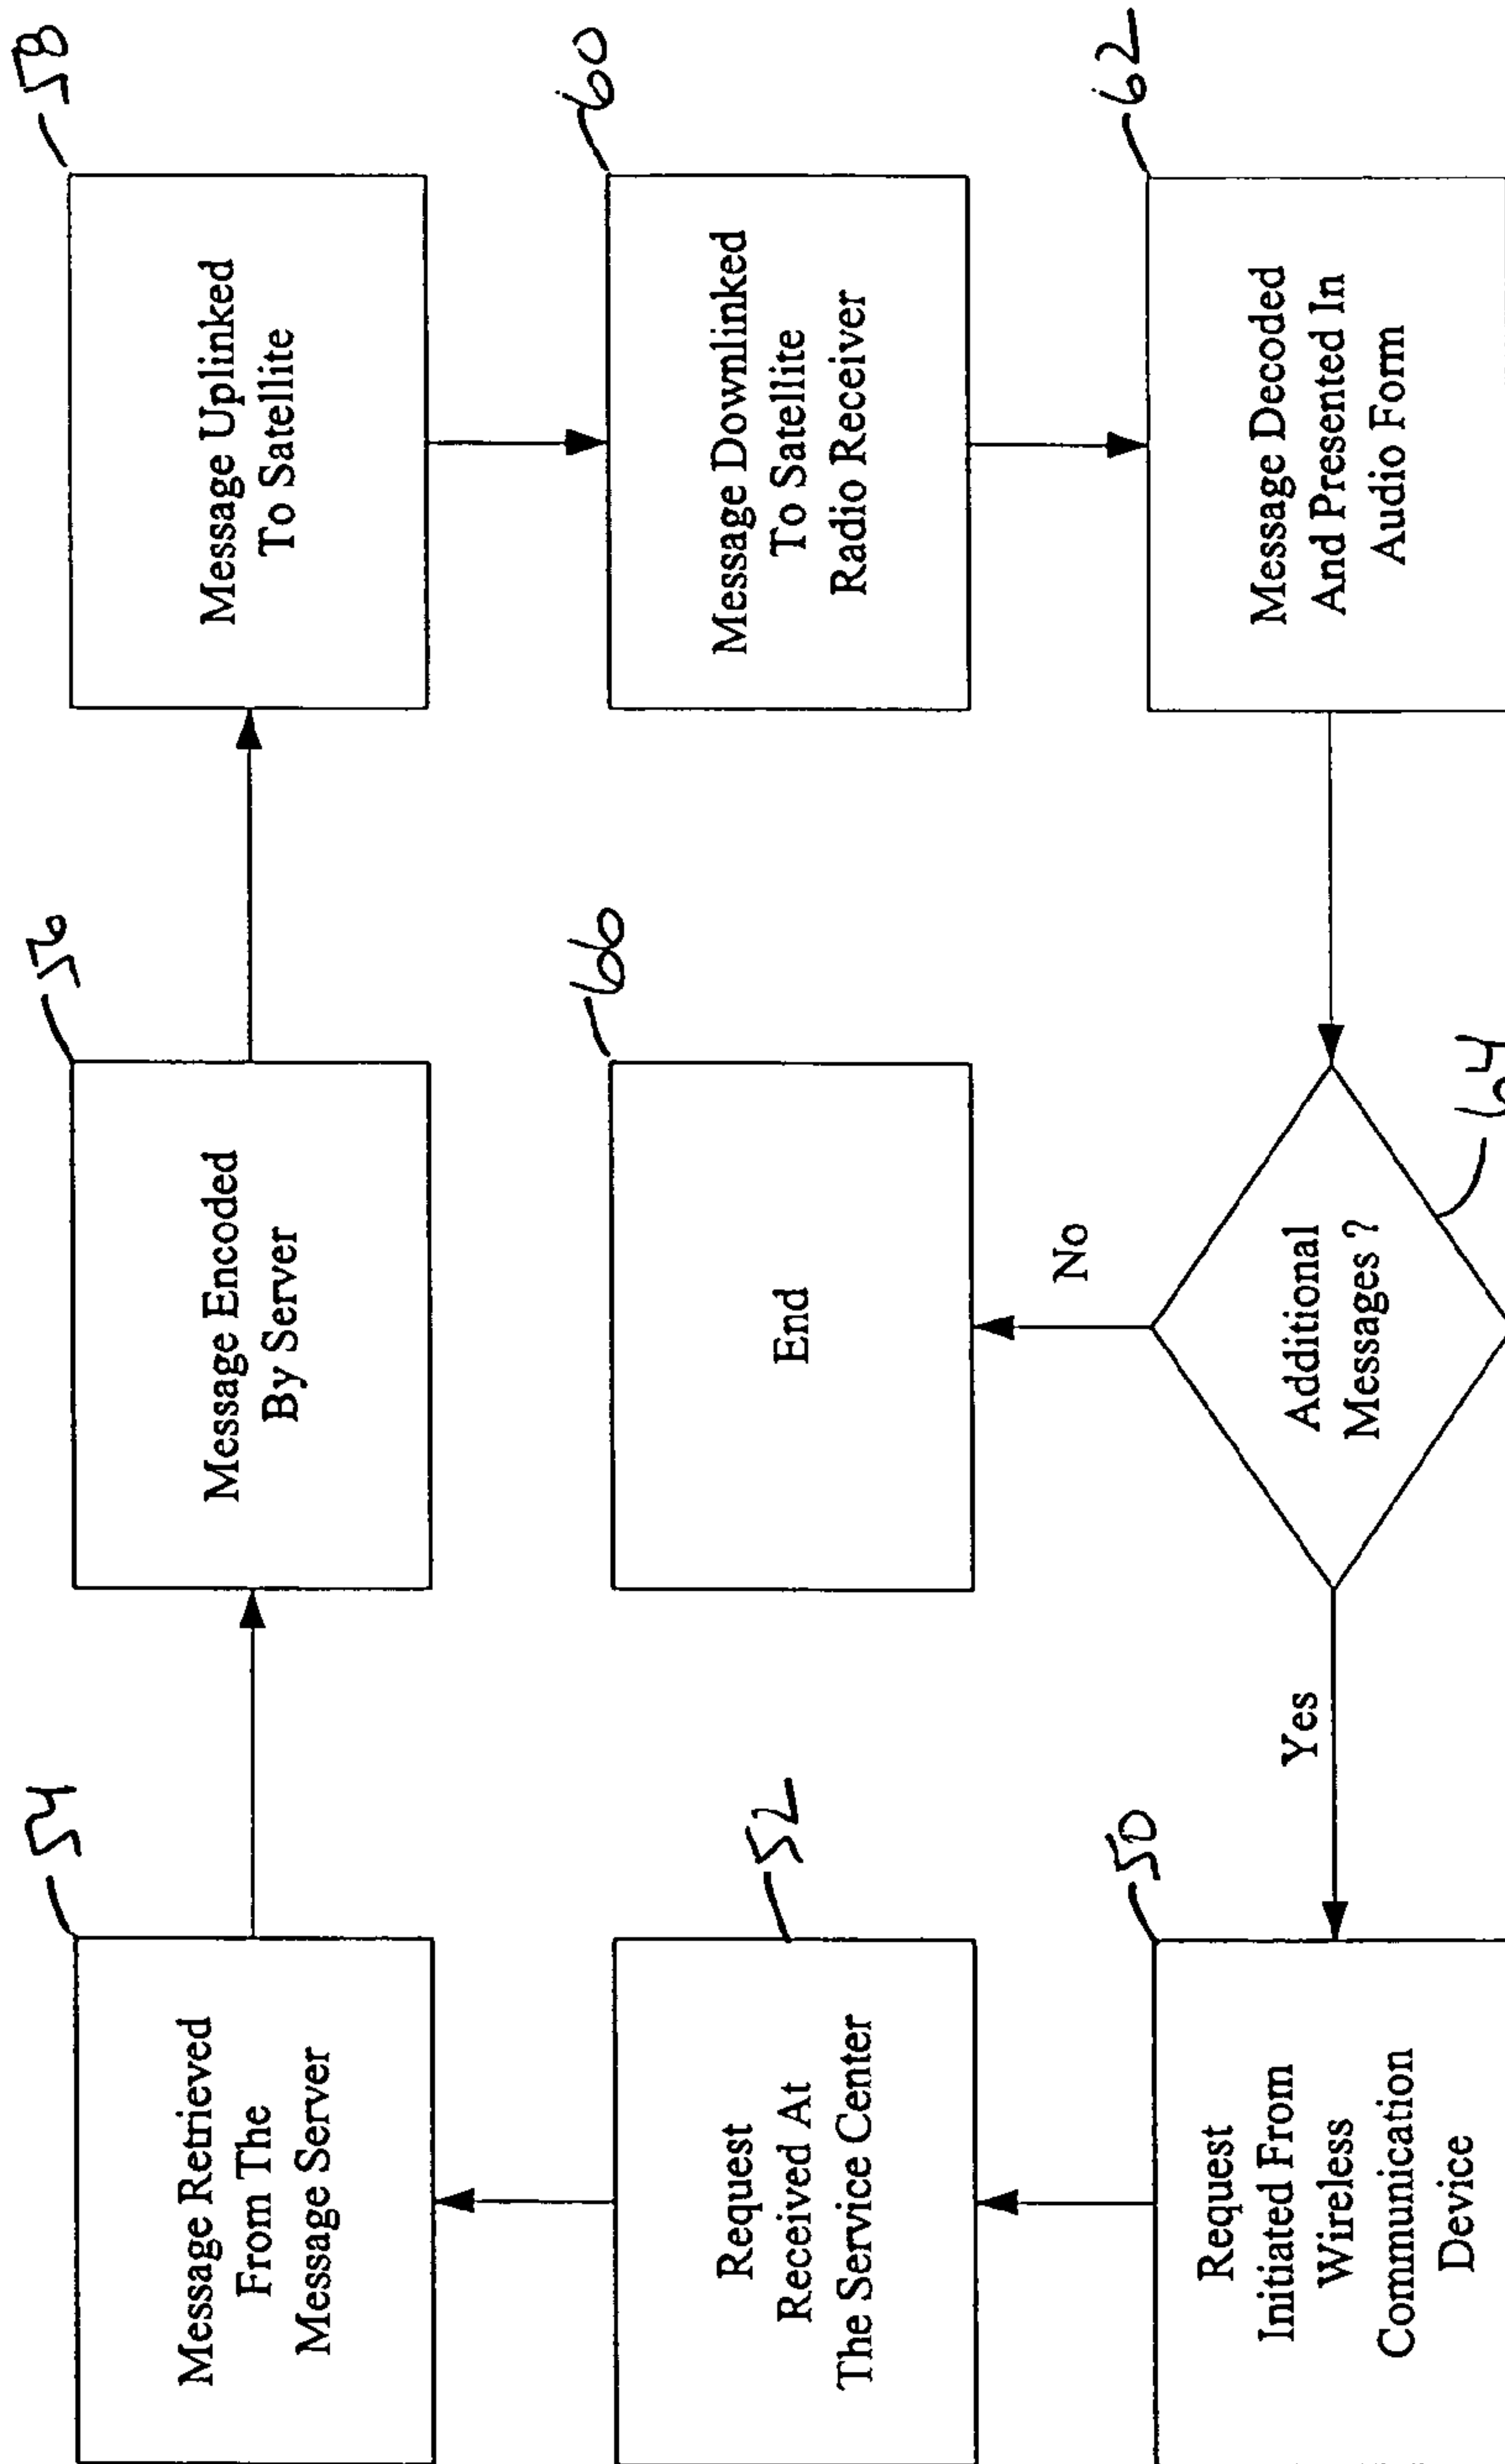 54
Message Retrieved
From The
Message Server
56
Message Encoded
By Server
58
Message Uplinked
To Satellite
52
Request
Received At
The Service Center
66
End
60
Message Downlinked
To Satellite
Radio Receiver
50
Request
Initiated From
Wireless
Communication
Device
Yes
Additional
Messages ?
64
No
62
Message Decoded
And Presented In
Audio Form